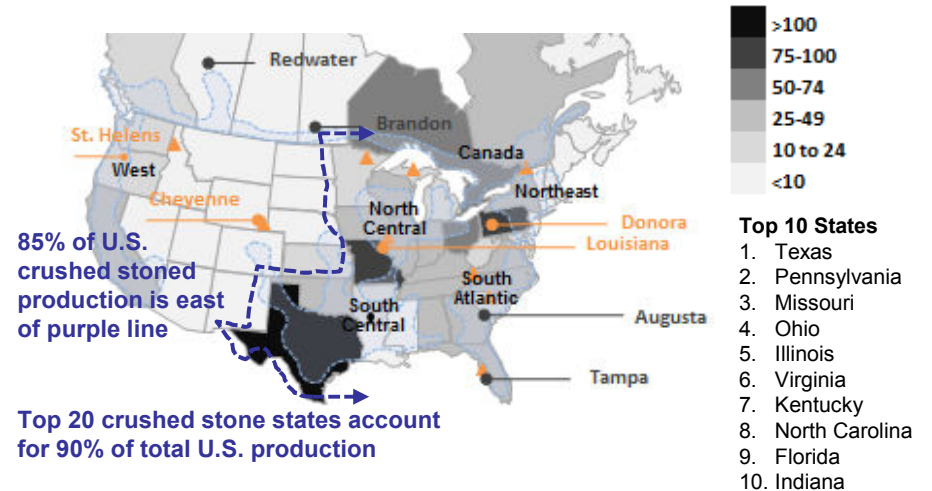 Redwater
Brandon
St. Helens
West
Canada
Northeast
Cheyenne
North
Central
Donora
Louisiana
South
Atlantic
South
Central
Augusta
Tampa
85% of U.S.
crushed stoned
production is east
of purple line
Top 20 crushed stone states account
for 90% of total U.S. production
>100
75-100
50-74
25-49
10 to 24
<10
Top 10 States
1. Texas
2. Pennsylvania
3. Missouri
4. Ohio
5. Illinois
6. Virginia
7. Kentucky
8. North Carolina
9. Florida
10. Indiana